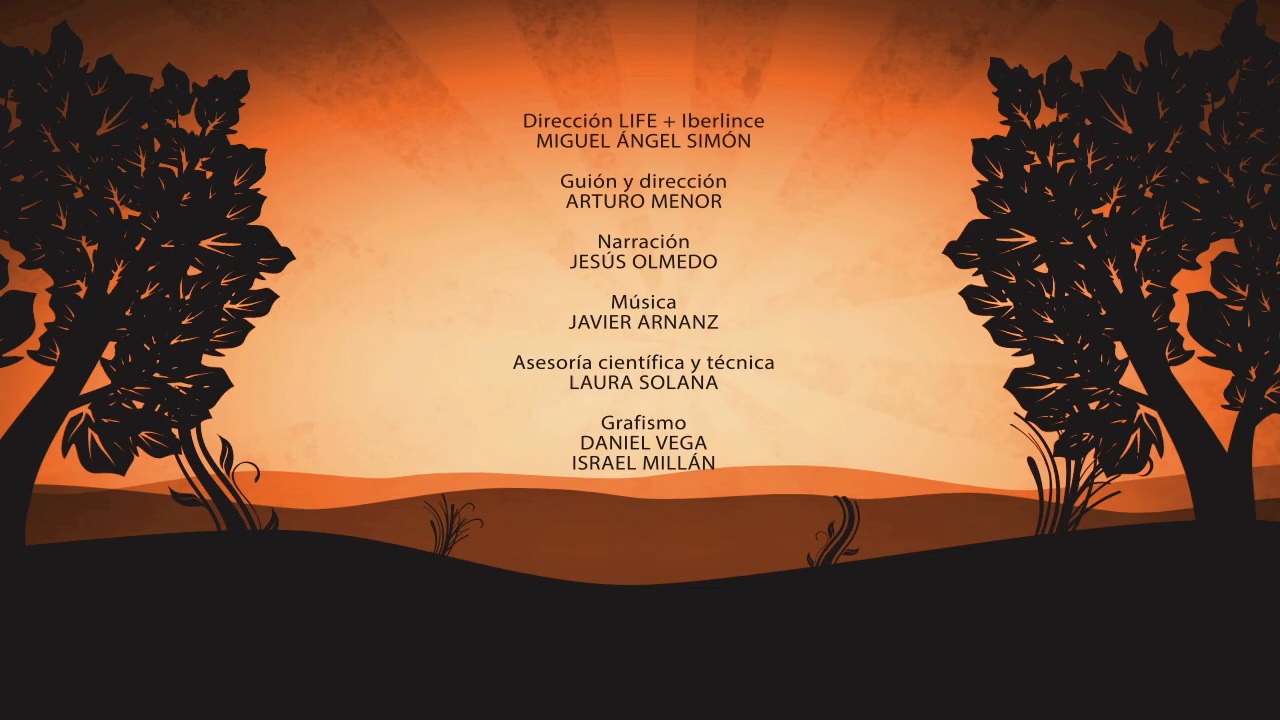 Dirección LIFE + Iberlince
MIGUEL ÁNGEL SIMÓN
Guión y dirección
ARTURO MENOR
Narración
JESÚS OLMEDO
Música
JAVIER ARNANZ
Asesoría científica y técnica
LAURA SOLANA
Grafismo
DANIEL VEGA
ISRAEL MILLÁN